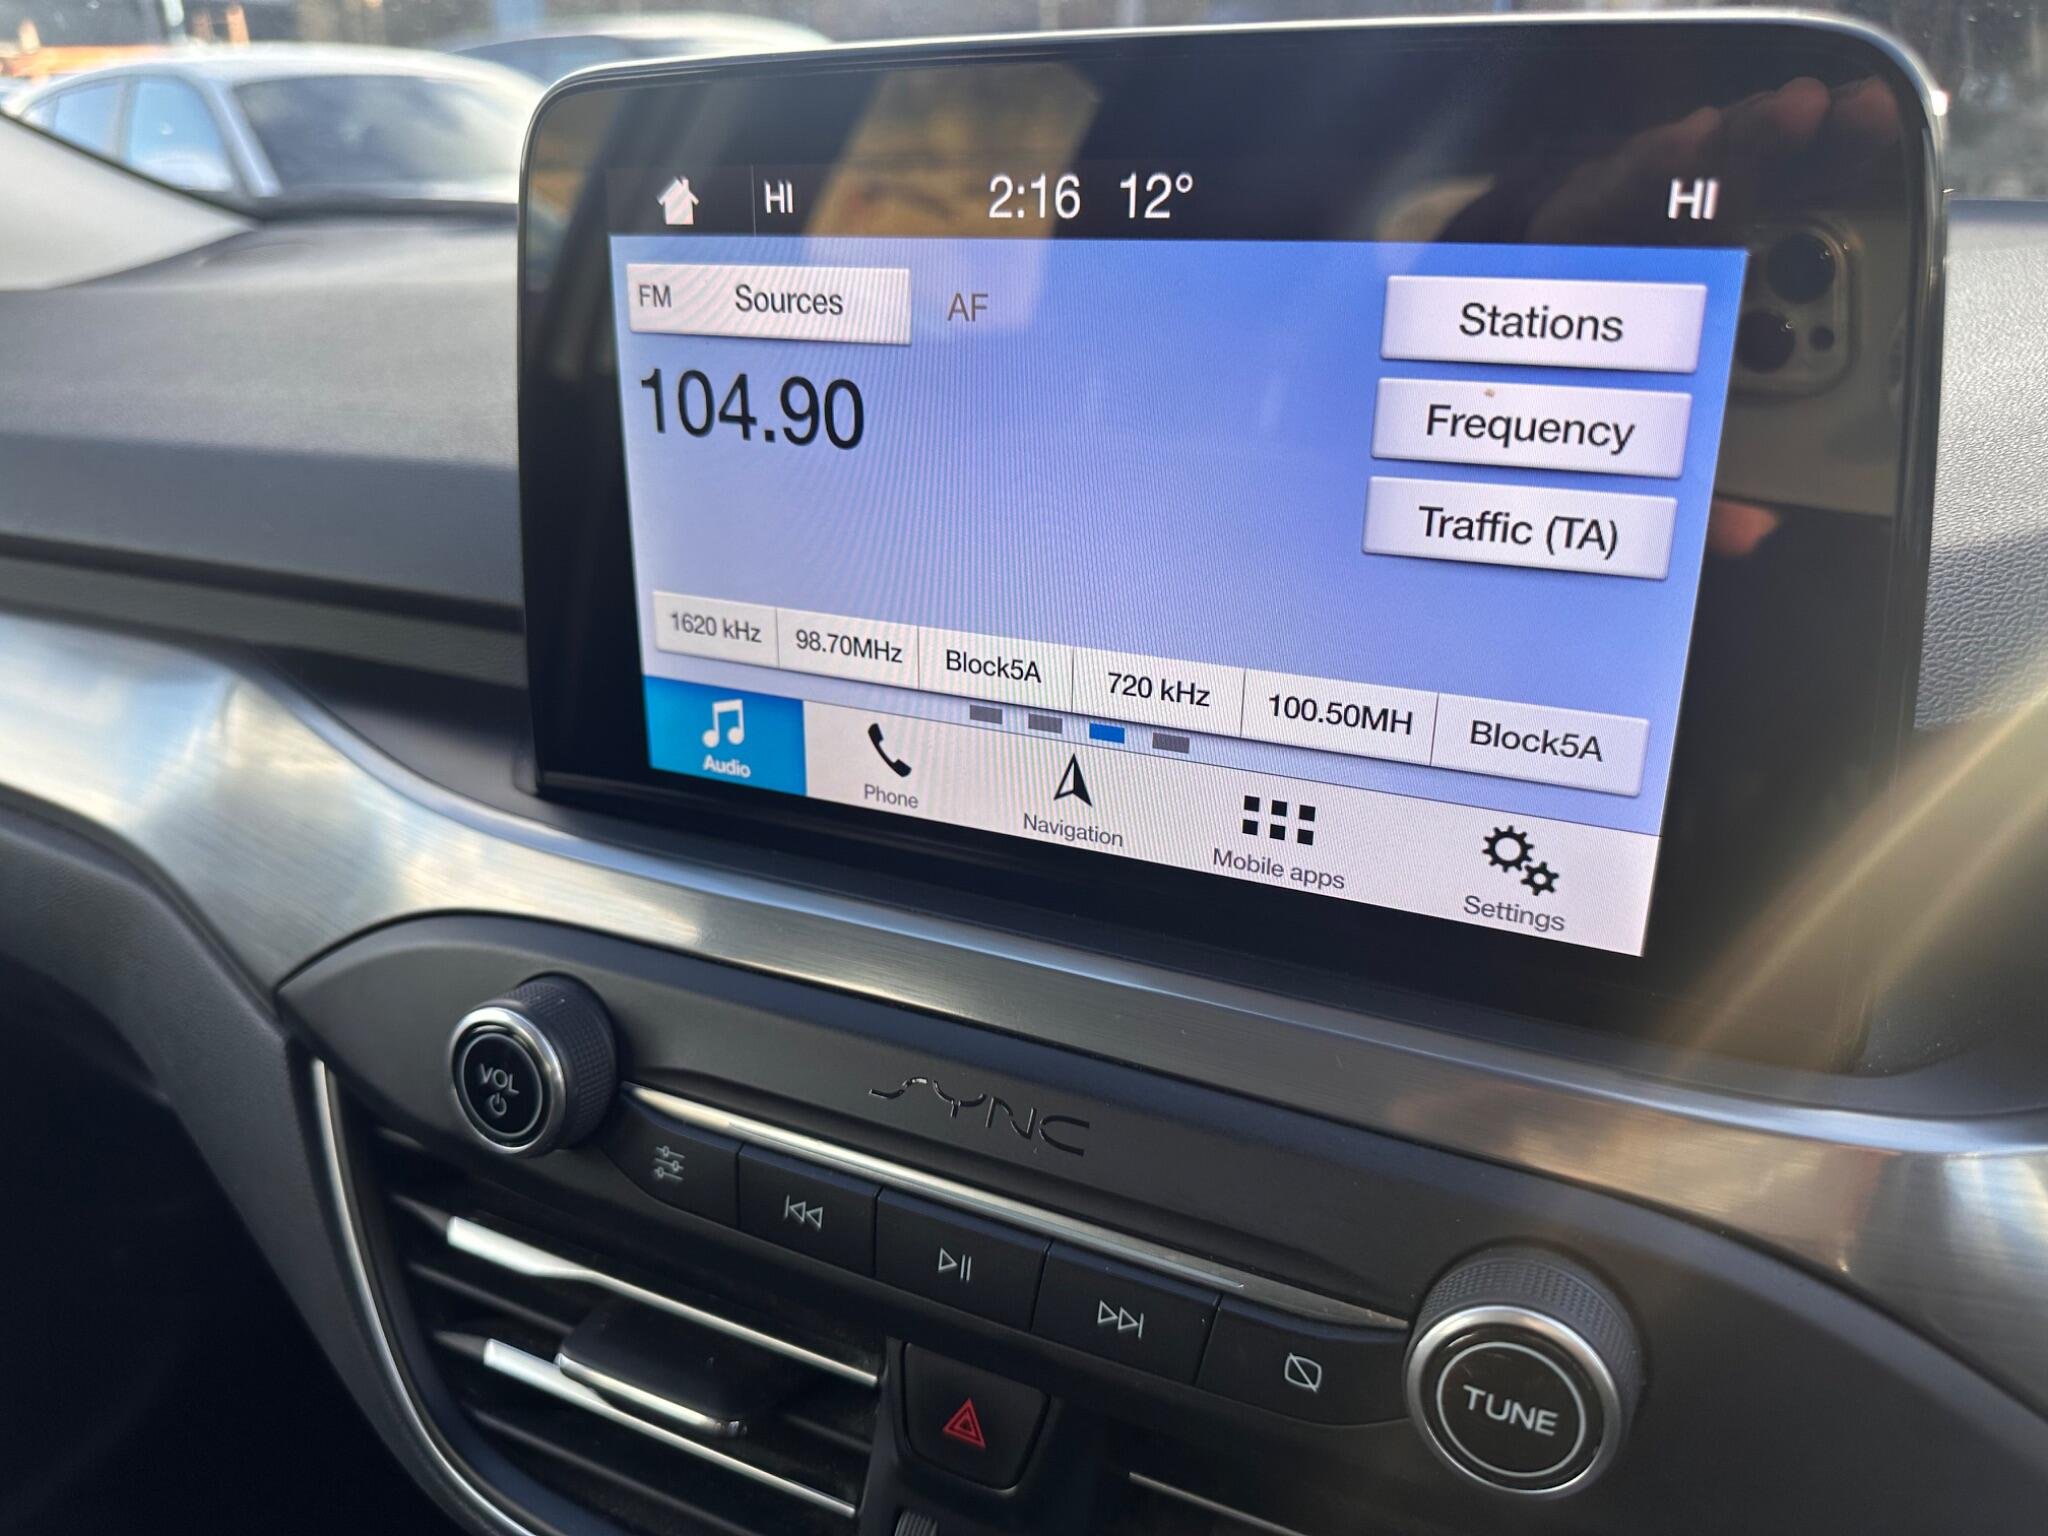 HI 2:16 12° HI
FM Sources AF
Stations
104.90
Frequency
Traffic (TA)
1620 kHz 98.70MHz Block5A 720 kHz 100.50MH Block5A
Audio Phone Navigation Mobile apps Settings
SYNC
VOL
TUNE